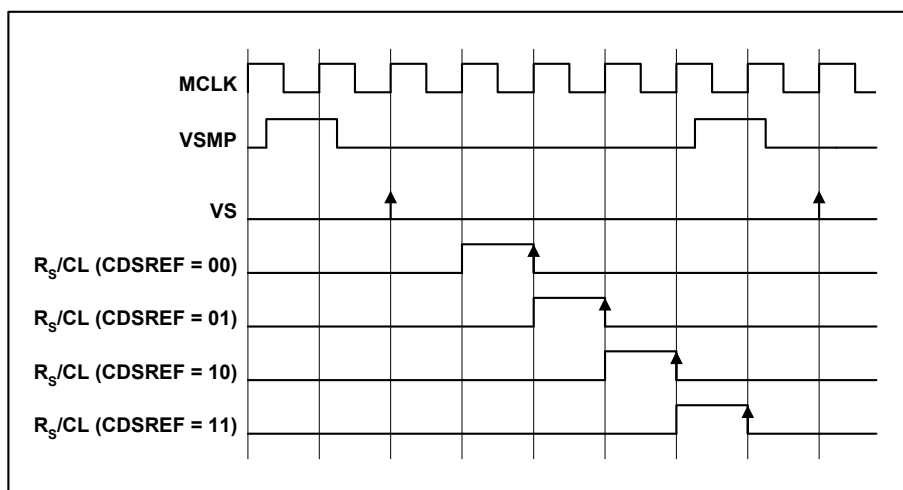 MCLK
VSMP
VS
RS/CL (CDSREF = 00)
RS/CL (CDSREF = 01)
RS/CL (CDSREF = 10)
RS/CL (CDSREF = 11)